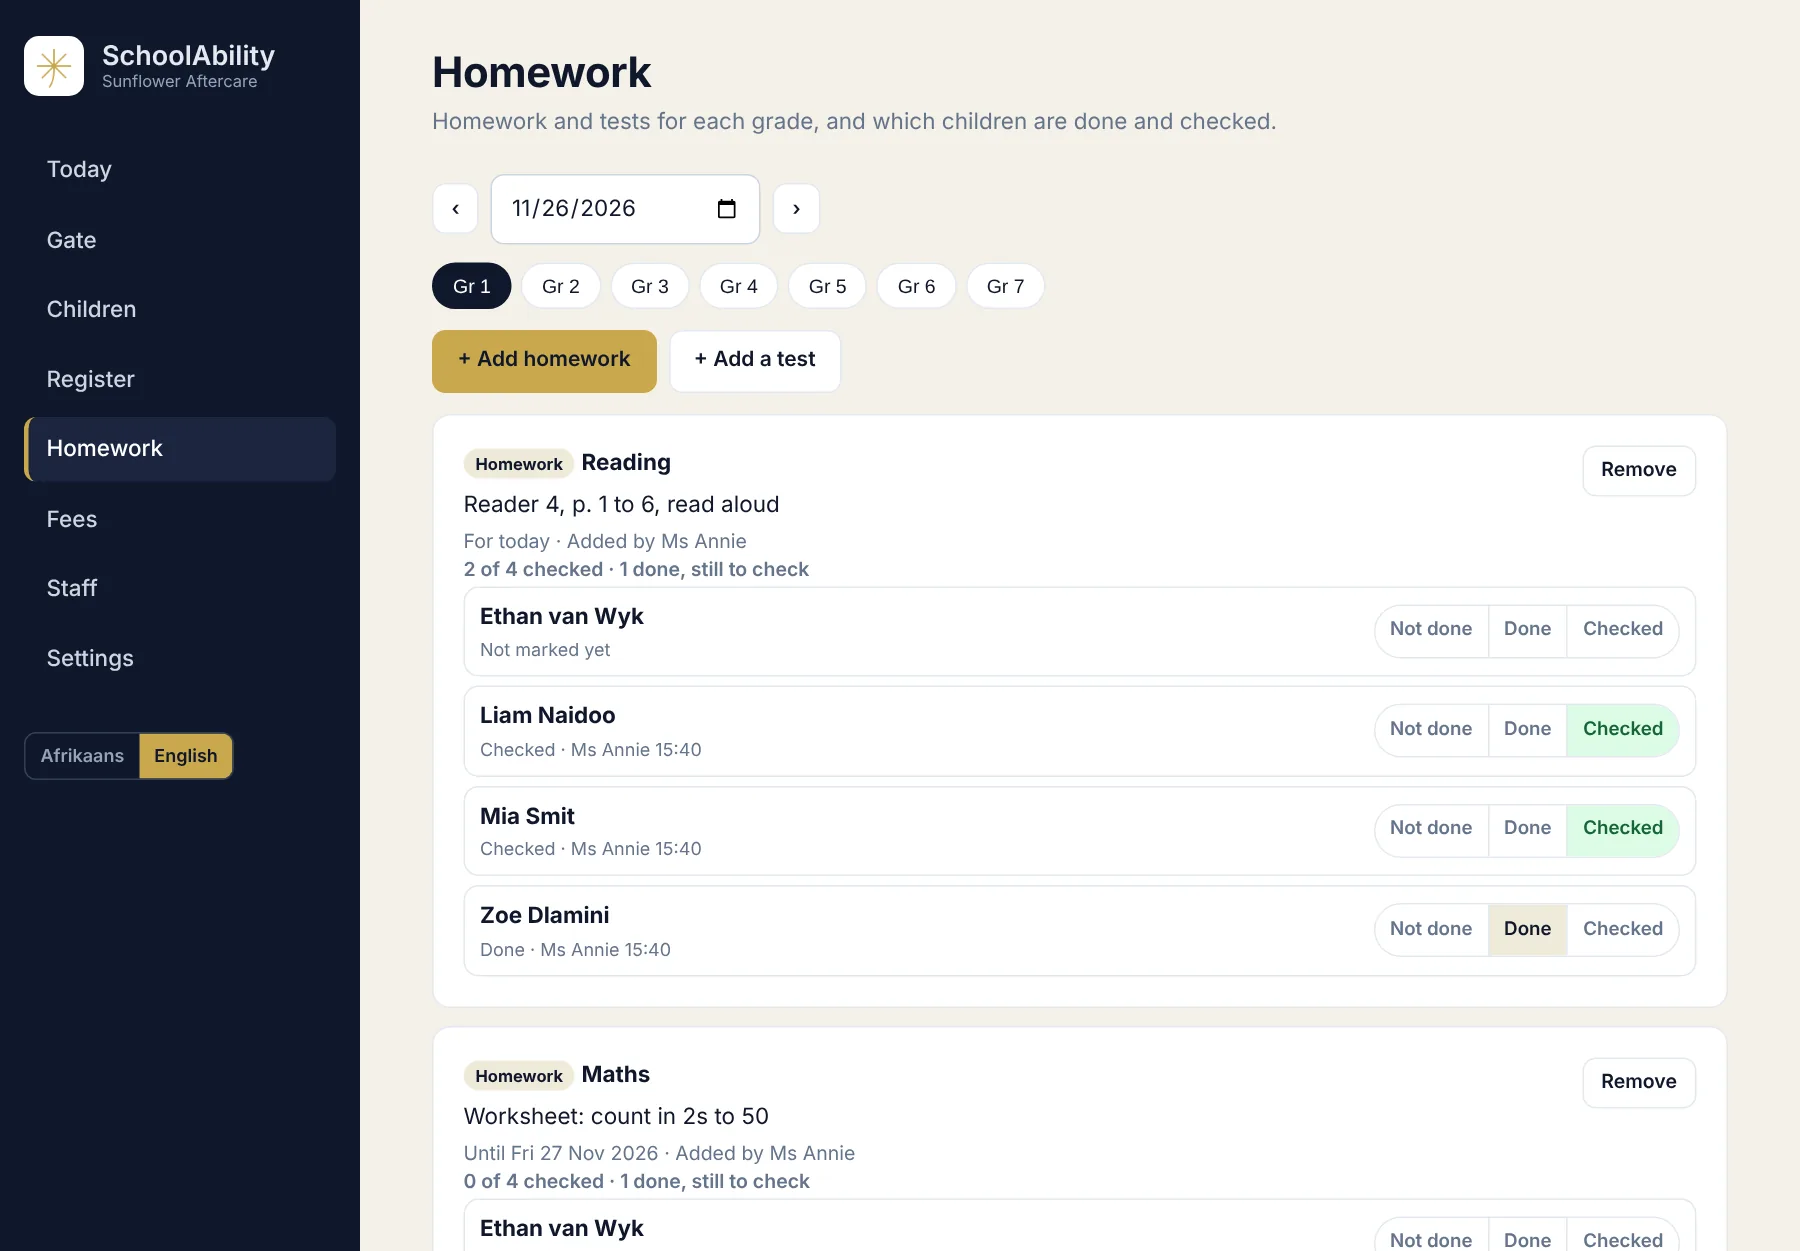 SchoolAbility
Sunflower Aftercare
Today
Gate
Children
Register
Homework
Fees
Staff
Settings
Afrikaans English
Homework
Homework and tests for each grade, and which children are done and checked.
‹ 11/26/2026 ›
Gr 1 Gr 2 Gr 3 Gr 4 Gr 5 Gr 6 Gr 7
+ Add homework + Add a test
Homework Reading Remove
Reader 4, p. 1 to 6, read aloud
For today · Added by Ms Annie
2 of 4 checked · 1 done, still to check
Ethan van Wyk
Not marked yet
Not done Done Checked
Liam Naidoo
Checked · Ms Annie 15:40
Not done Done Checked
Mia Smit
Checked · Ms Annie 15:40
Not done Done Checked
Zoe Dlamini
Done · Ms Annie 15:40
Not done Done Checked
Homework Maths Remove
Worksheet: count in 2s to 50
Until Fri 27 Nov 2026 · Added by Ms Annie
0 of 4 checked · 1 done, still to check
Ethan van Wyk
Not done Done Checked